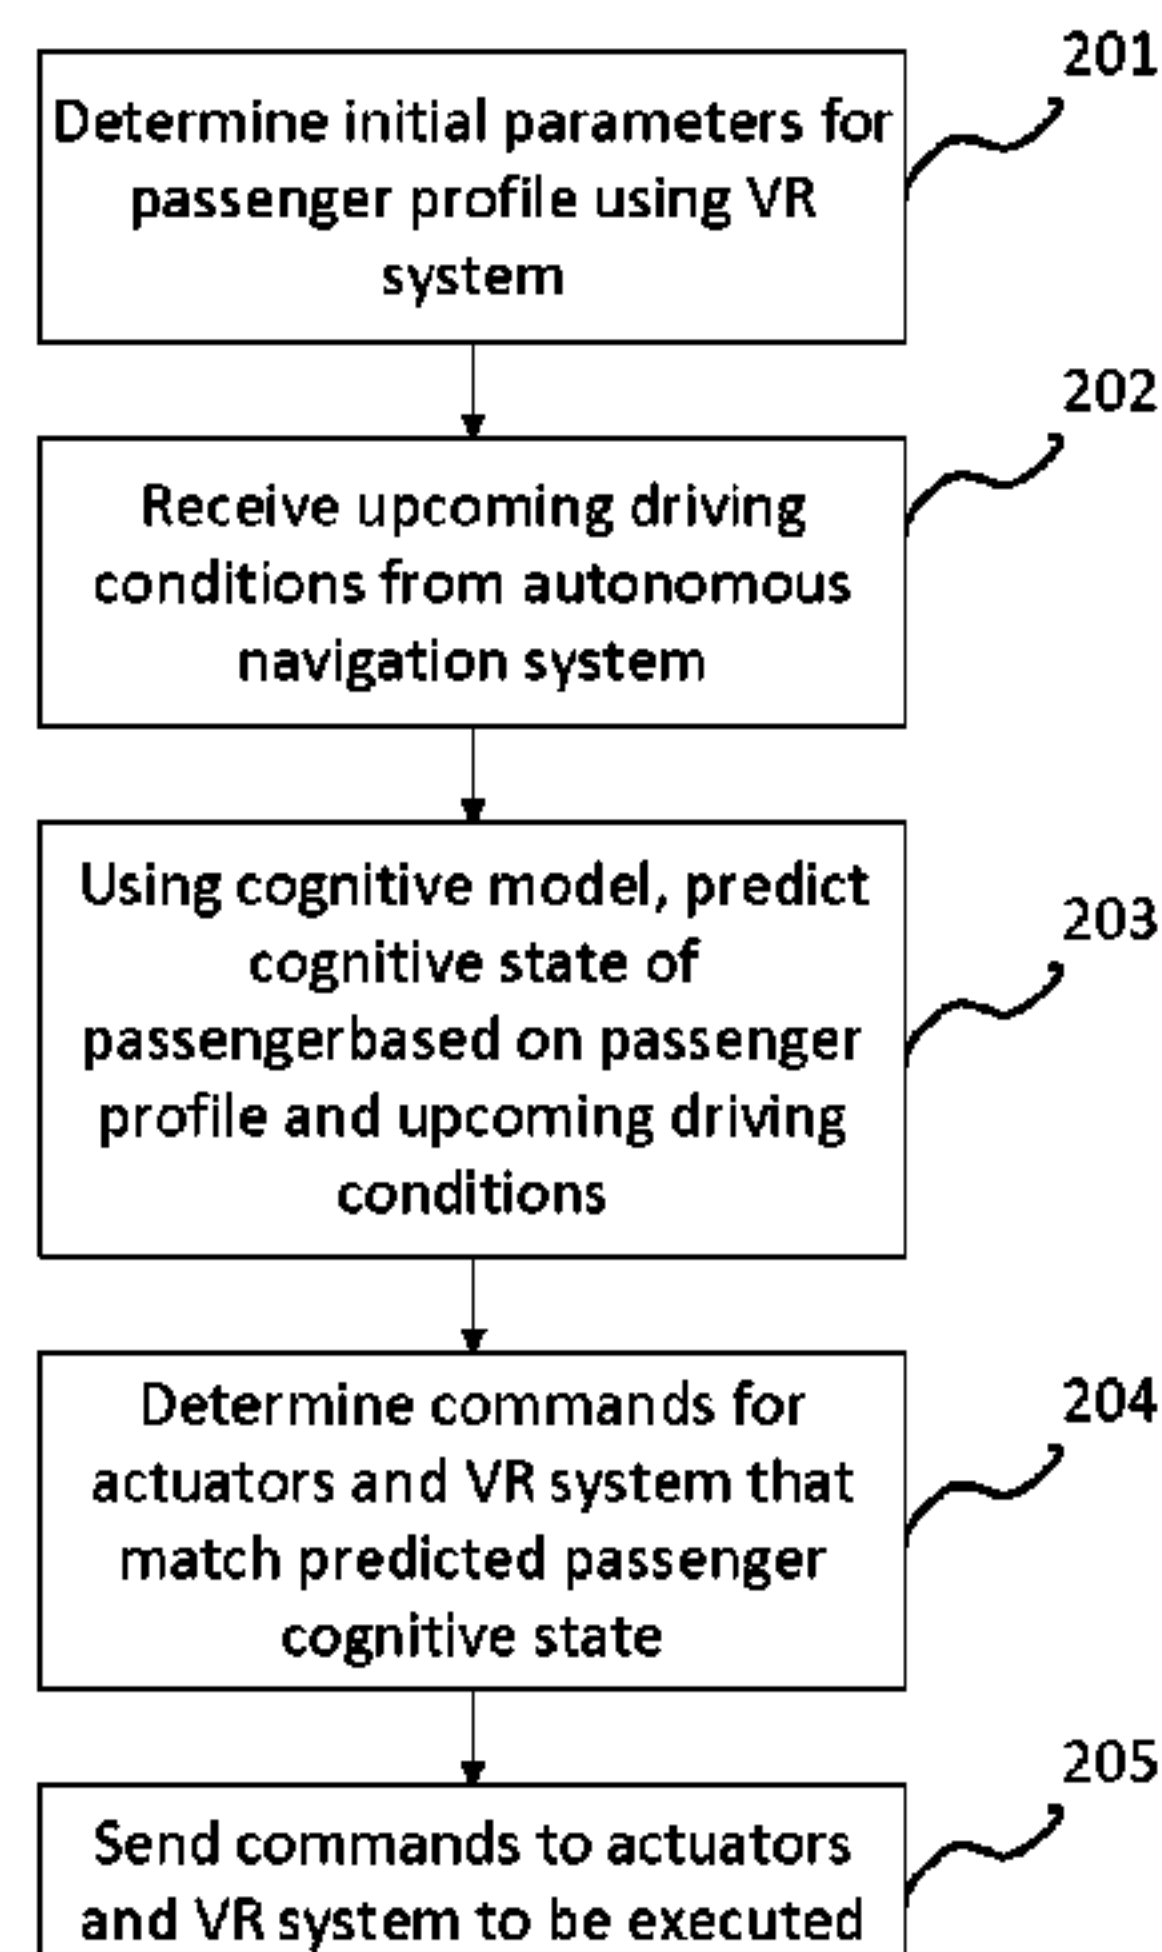 201
Determine initial parameters for
passenger profile using VR
system
202
Receive upcoming driving
conditions from autonomous
navigation system
203
Using cognitive model, predict
cognitive state of
passengerbased on passenger
profile and upcoming driving
conditions
204
Determine commands for
actuators and VR system that
match predicted passenger
cognitive state
205
Send commands to actuators
and VR system to be executed